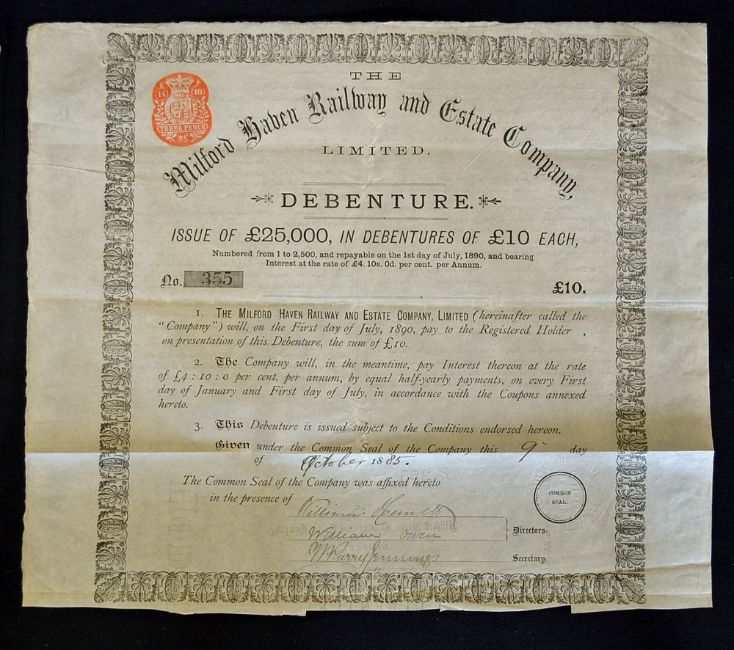 THE
Milford Haven Railway and Estate Company,
LIMITED.
THREE PENCE
85
DEBENTURE.
ISSUE OF £25,000, IN DEBENTURES OF £10 EACH,
Numbered from 1 to 2,500, and repayable on the 1st day of July, 1890, and bearing
Interest at the rate of £4. 10s. 0d. per cent. per Annum.
No. 355
£10.
1. THE MILFORD HAVEN RAILWAY AND ESTATE COMPANY, LIMITED (hereinafter called the
"Company") will, on the First day of July, 1890, pay to the Registered Holder ,
on presentation of this Debenture, the sum of £10.
2. The Company will, in the meantime, pay Interest thereon at the rate
of £4:10:0 per cent. per annum, by equal half-yearly payments, on every First
day of January and First day of July, in accordance with the Coupons annexed
hereto.
3. This Debenture is issued subject to the Conditions endorsed hereon.
Given under the Common Seal of the Company this 9 day
of October 1885.
The Common Seal of the Company was affixed hereto
in the presence of
COMMON
SEAL.
William
William Owen
Directors.
Jennings
Secretary.